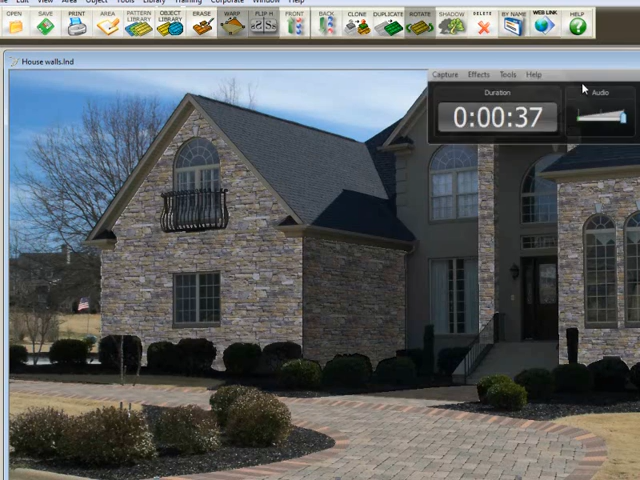 Edit View Area Object Tools Library Training Corporate Window Help
OPEN SAVE PRINT AREA PATTERN LIBRARY OBJECT LIBRARY ERASE WARP FLIP H FRONT BACK CLONE DUPLICATE ROTATE SHADOW DELETE BY NAME WEB LINK HELP
House walls.lnd
Capture Effects Tools Help
Duration Audio
0:00:37